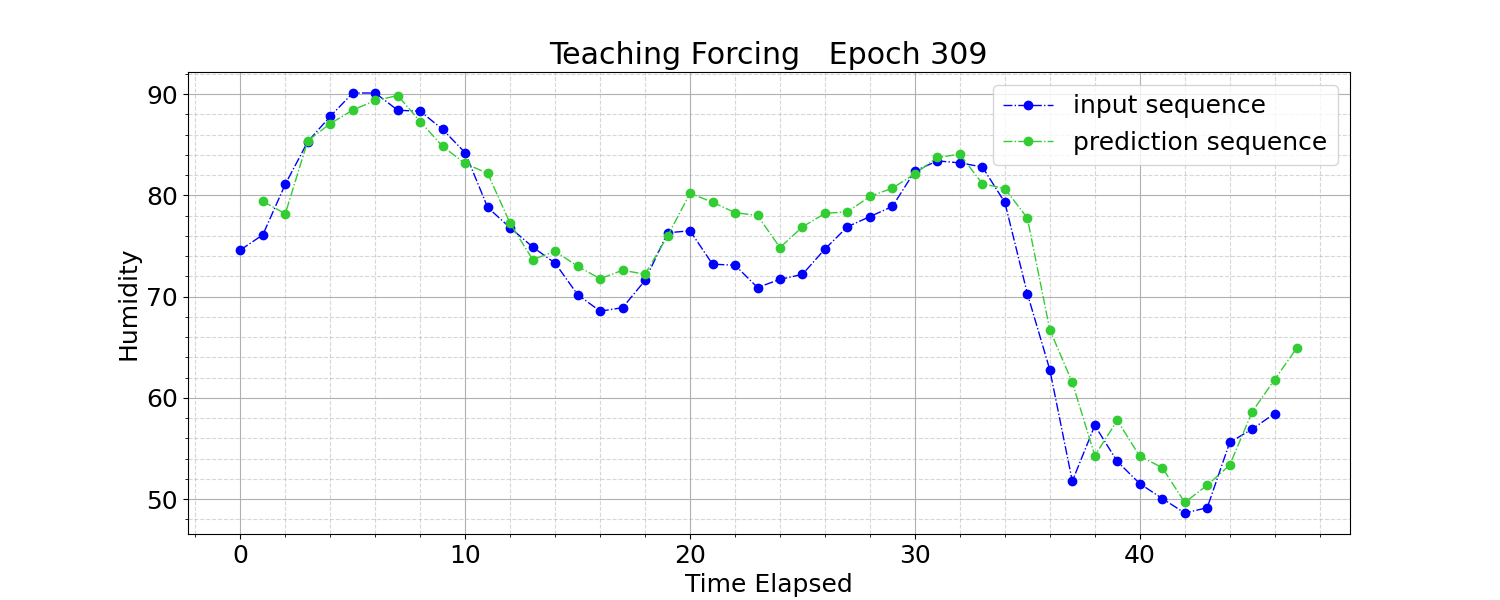 Teaching Forcing   Epoch 309
input sequence
prediction sequence
90
80
70
60
50
Humidity
0 10 20 30 40
Time Elapsed